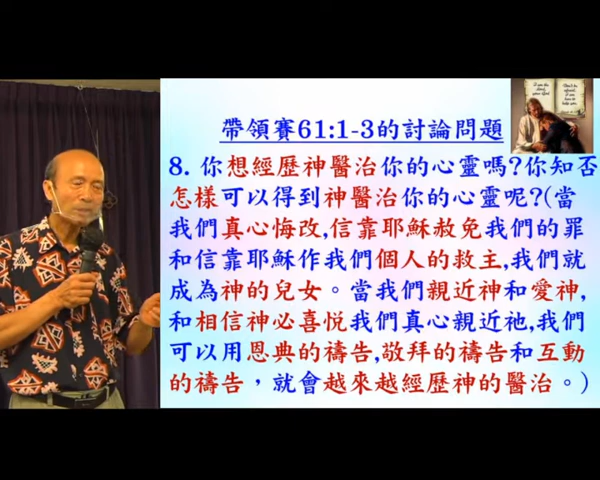 帶領賽61:1-3的討論問題
8. 你想經歷神醫治你的心靈嗎?你知否
怎樣可以得到神醫治你的心靈呢?(當
我們真心悔改,信靠耶穌赦免我們的罪
和信靠耶穌作我們個人的救主,我們就
成為神的兒女。當我們親近神和愛神,
和相信神必喜悅我們真心親近祂,我們
可以用恩典的禱告,敬拜的禱告和互動
的禱告，就會越來越經歷神的醫治。)